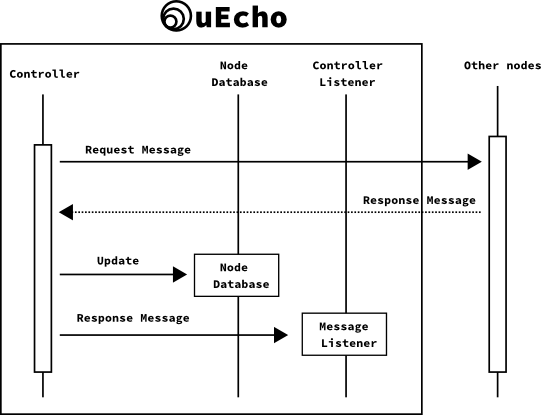 uEcho
Controller
Node
Database
Controller
Listener
Other nodes
Request Message
Response Message
Update
Node
Database
Response Message
Message
Listener